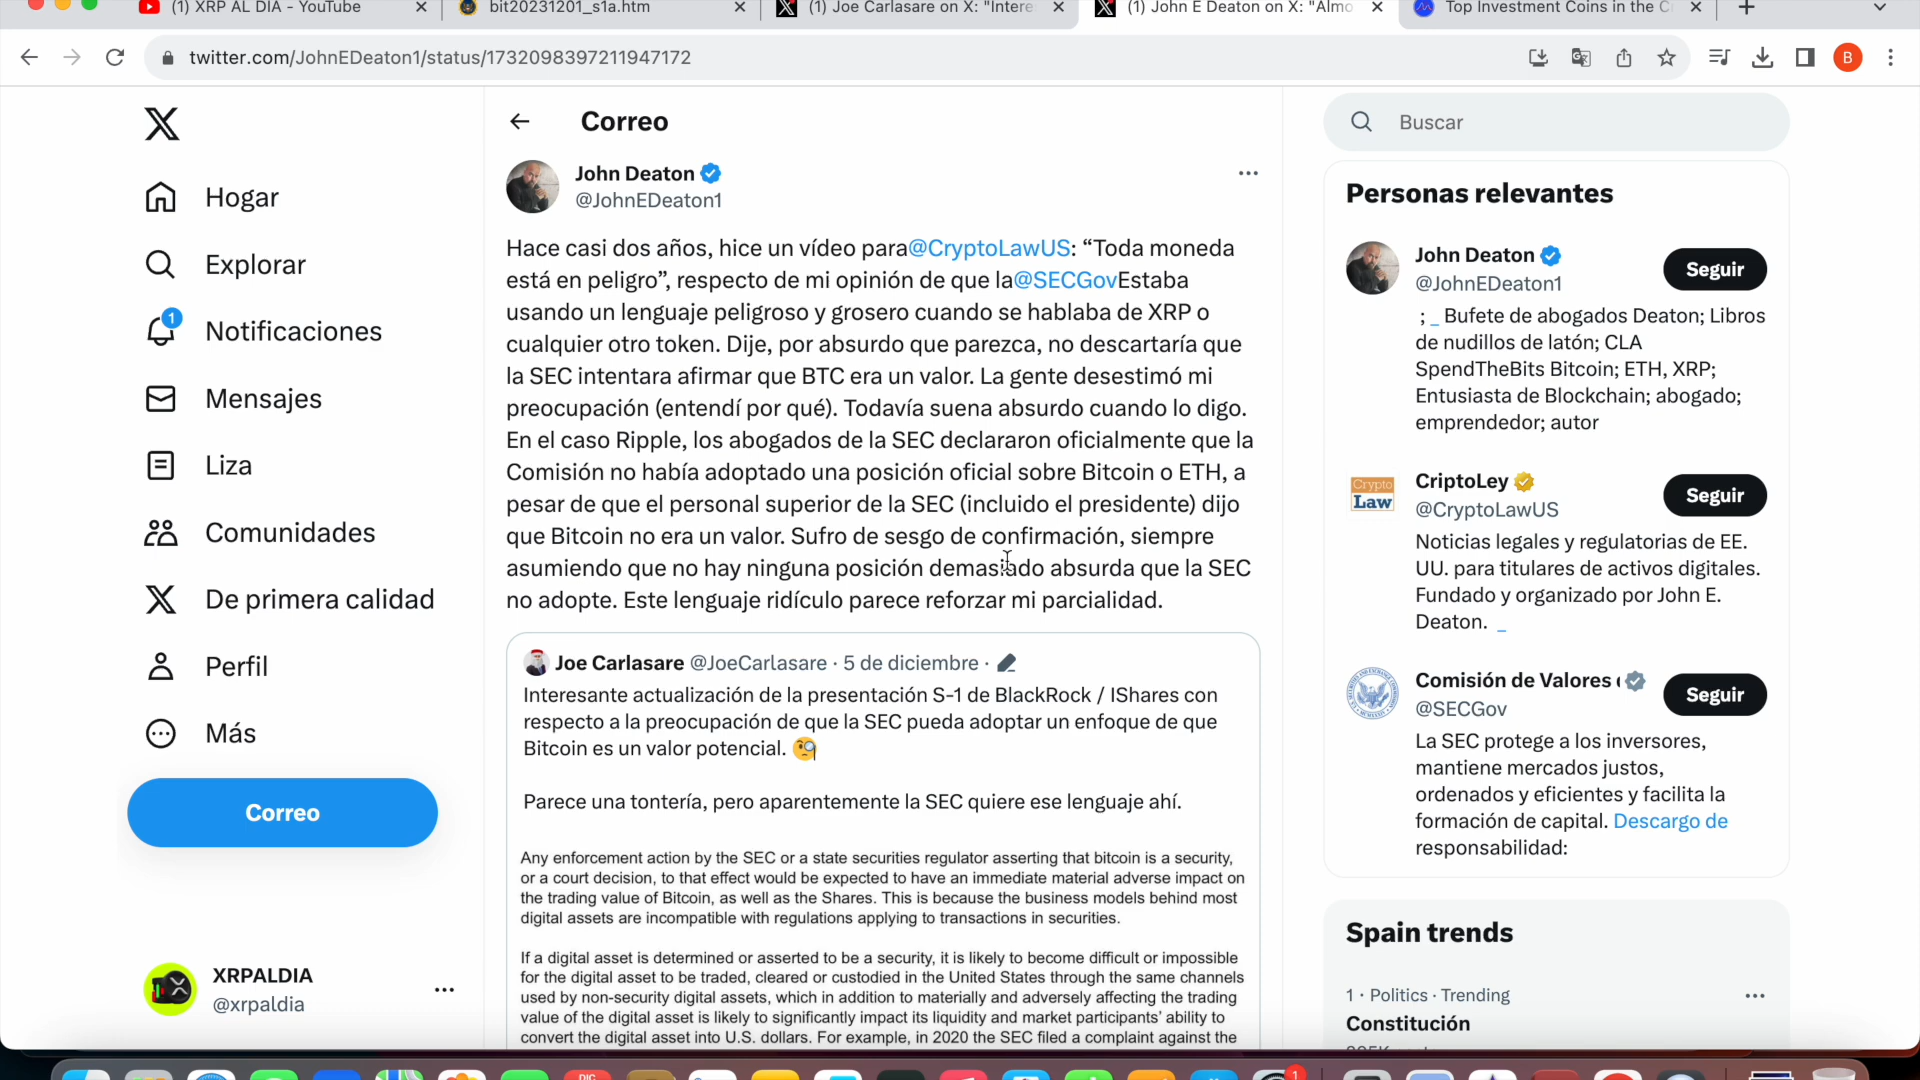 (1) XRP AL DIA - YouTube
bit20231201_s1a.htm
(1) Joe Carlasare on X: "Intere
(1) John E Deaton on X: "Almo
Top Investment Coins in the C
twitter.com/JohnEDeaton1/status/1732098397211947172
B
Hogar
Explorar
1
Notificaciones
Mensajes
Liza
Comunidades
De primera calidad
Perfil
Más
Correo
XRPALDIA
@xrpaldia
Correo
John Deaton
@JohnEDeaton1
Hace casi dos años, hice un vídeo para@CryptoLawUS: “Toda moneda
está en peligro”, respecto de mi opinión de que la@SECGovEstaba
usando un lenguaje peligroso y grosero cuando se hablaba de XRP o
cualquier otro token. Dije, por absurdo que parezca, no descartaría que
la SEC intentara afirmar que BTC era un valor. La gente desestimó mi
preocupación (entendí por qué). Todavía suena absurdo cuando lo digo.
En el caso Ripple, los abogados de la SEC declararon oficialmente que la
Comisión no había adoptado una posición oficial sobre Bitcoin o ETH, a
pesar de que el personal superior de la SEC (incluido el presidente) dijo
que Bitcoin no era un valor. Sufro de sesgo de confirmación, siempre
asumiendo que no hay ninguna posición demasiado absurda que la SEC
no adopte. Este lenguaje ridículo parece reforzar mi parcialidad.
Joe Carlasare @JoeCarlasare · 5 de diciembre ·
Interesante actualización de la presentación S-1 de BlackRock / IShares con
respecto a la preocupación de que la SEC pueda adoptar un enfoque de que
Bitcoin es un valor potencial. 🧐
Parece una tontería, pero aparentemente la SEC quiere ese lenguaje ahí.
Any enforcement action by the SEC or a state securities regulator asserting that bitcoin is a security,
or a court decision, to that effect would be expected to have an immediate material adverse impact on
the trading value of Bitcoin, as well as the Shares. This is because the business models behind most
digital assets are incompatible with regulations applying to transactions in securities.
If a digital asset is determined or asserted to be a security, it is likely to become difficult or impossible
for the digital asset to be traded, cleared or custodied in the United States through the same channels
used by non-security digital assets, which in addition to materially and adversely affecting the trading
value of the digital asset is likely to significantly impact its liquidity and market participants’ ability to
convert the digital asset into U.S. dollars. For example, in 2020 the SEC filed a complaint against the
Buscar
Personas relevantes
John Deaton
@JohnEDeaton1
Seguir
; _ Bufete de abogados Deaton; Libros
de nudillos de latón; CLA
SpendTheBits Bitcoin; ETH, XRP;
Entusiasta de Blockchain; abogado;
emprendedor; autor
Crypto
Law
CriptoLey
@CryptoLawUS
Seguir
Noticias legales y regulatorias de EE.
UU. para titulares de activos digitales.
Fundado y organizado por John E.
Deaton. _
Comisión de Valores
@SECGov
Seguir
La SEC protege a los inversores,
mantiene mercados justos,
ordenados y eficientes y facilita la
formación de capital. Descargo de
responsabilidad:
Spain trends
1 · Politics · Trending
Constitución
DIC
1